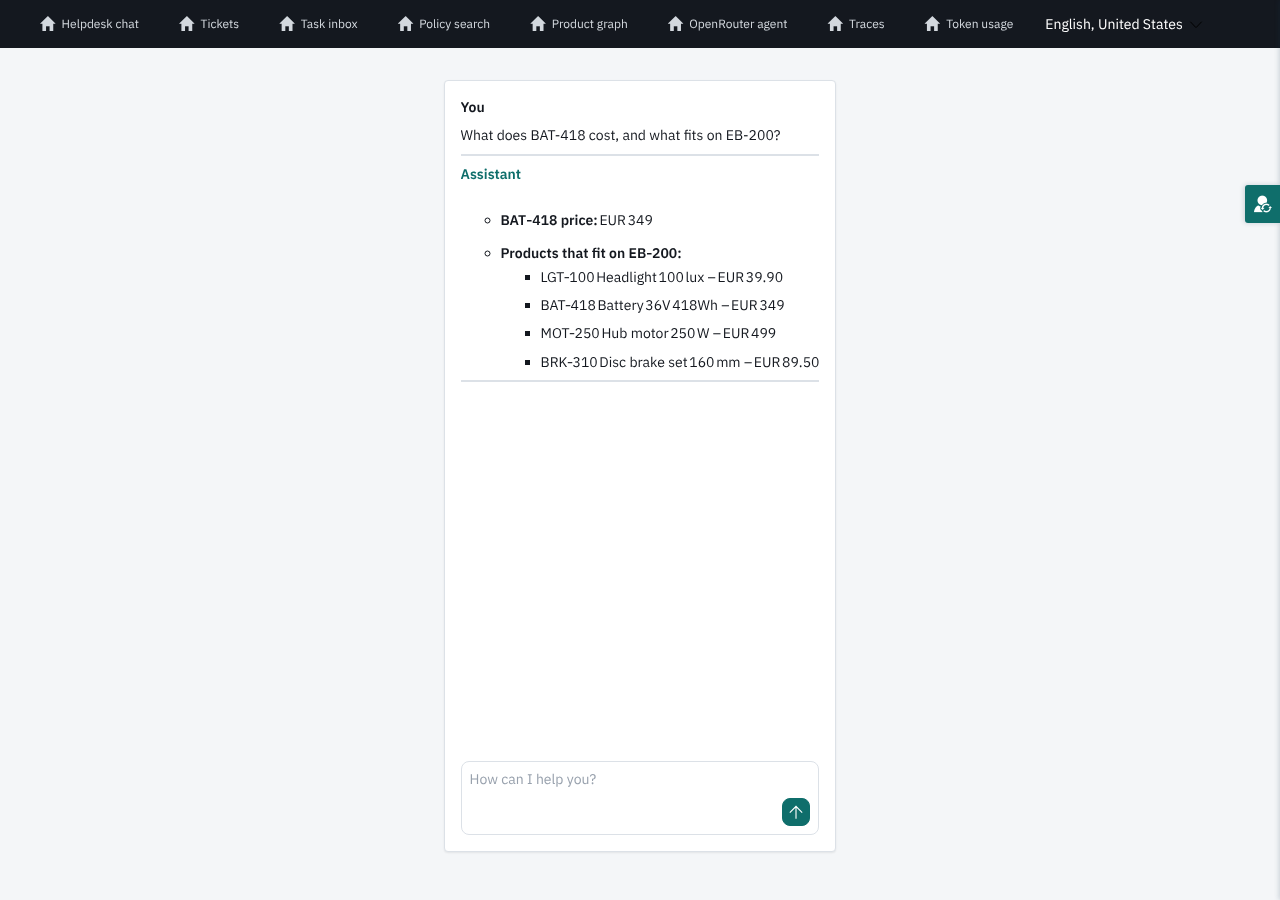 Helpdesk chat
Tickets
Task inbox
Policy search
Product graph
OpenRouter agent
Traces
Token usage
English, United States
You
What does BAT-418 cost, and what fits on EB-200?
Assistant
BAT-418 price: EUR 349
Products that fit on EB-200:
LGT-100 Headlight 100 lux – EUR 39.90
BAT-418 Battery 36V 418Wh – EUR 349
MOT-250 Hub motor 250 W – EUR 499
BRK-310 Disc brake set 160 mm – EUR 89.50
How can I help you?